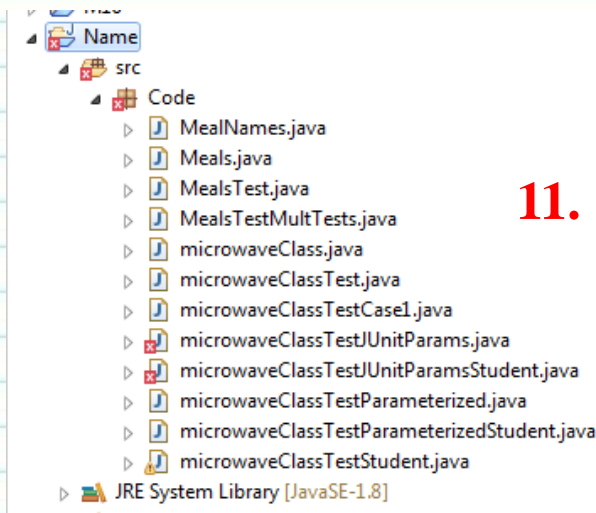 Name
src
Code
MealNames.java
Meals.java
MealsTest.java
11.
MealsTestMultTests.java
microwaveClass.java
microwaveClassTest.java
microwaveClassTestCase1.java
microwaveClassTestJUnitParams.java
microwaveClassTestJUnitParamsStudent.java
microwaveClassTestParameterized.java
microwaveClassTestParameterizedStudent.java
microwaveClassTestStudent.java
JRE System Library [JavaSE-1.8]